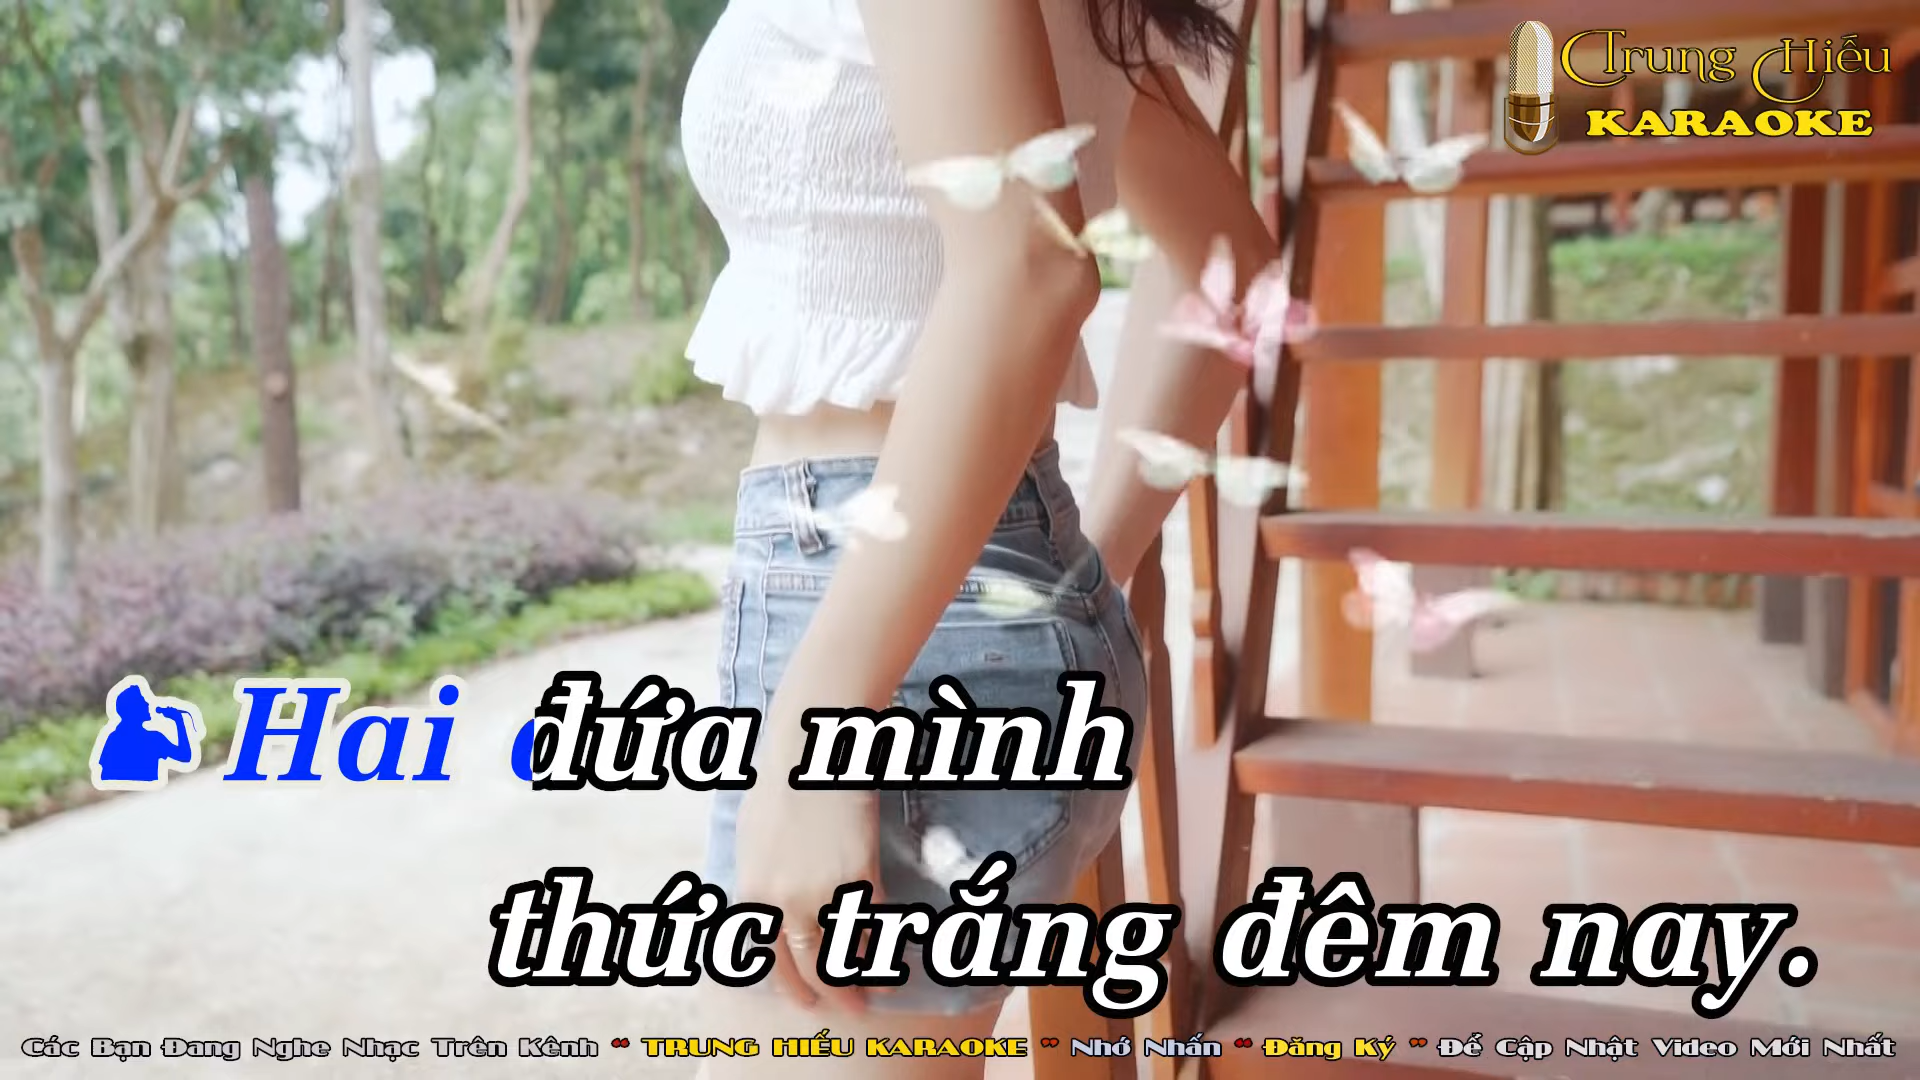 Trung Hiếu
KARAOKE
Hai đứa mình
thức trắng đêm nay.
Các Bạn Đang Nghe Nhạc Trên Kênh “ TRUNG HIẾU KARAOKE ” Nhớ Nhấn “ Đăng Ký ” Để Cập Nhật Video Mới Nhất